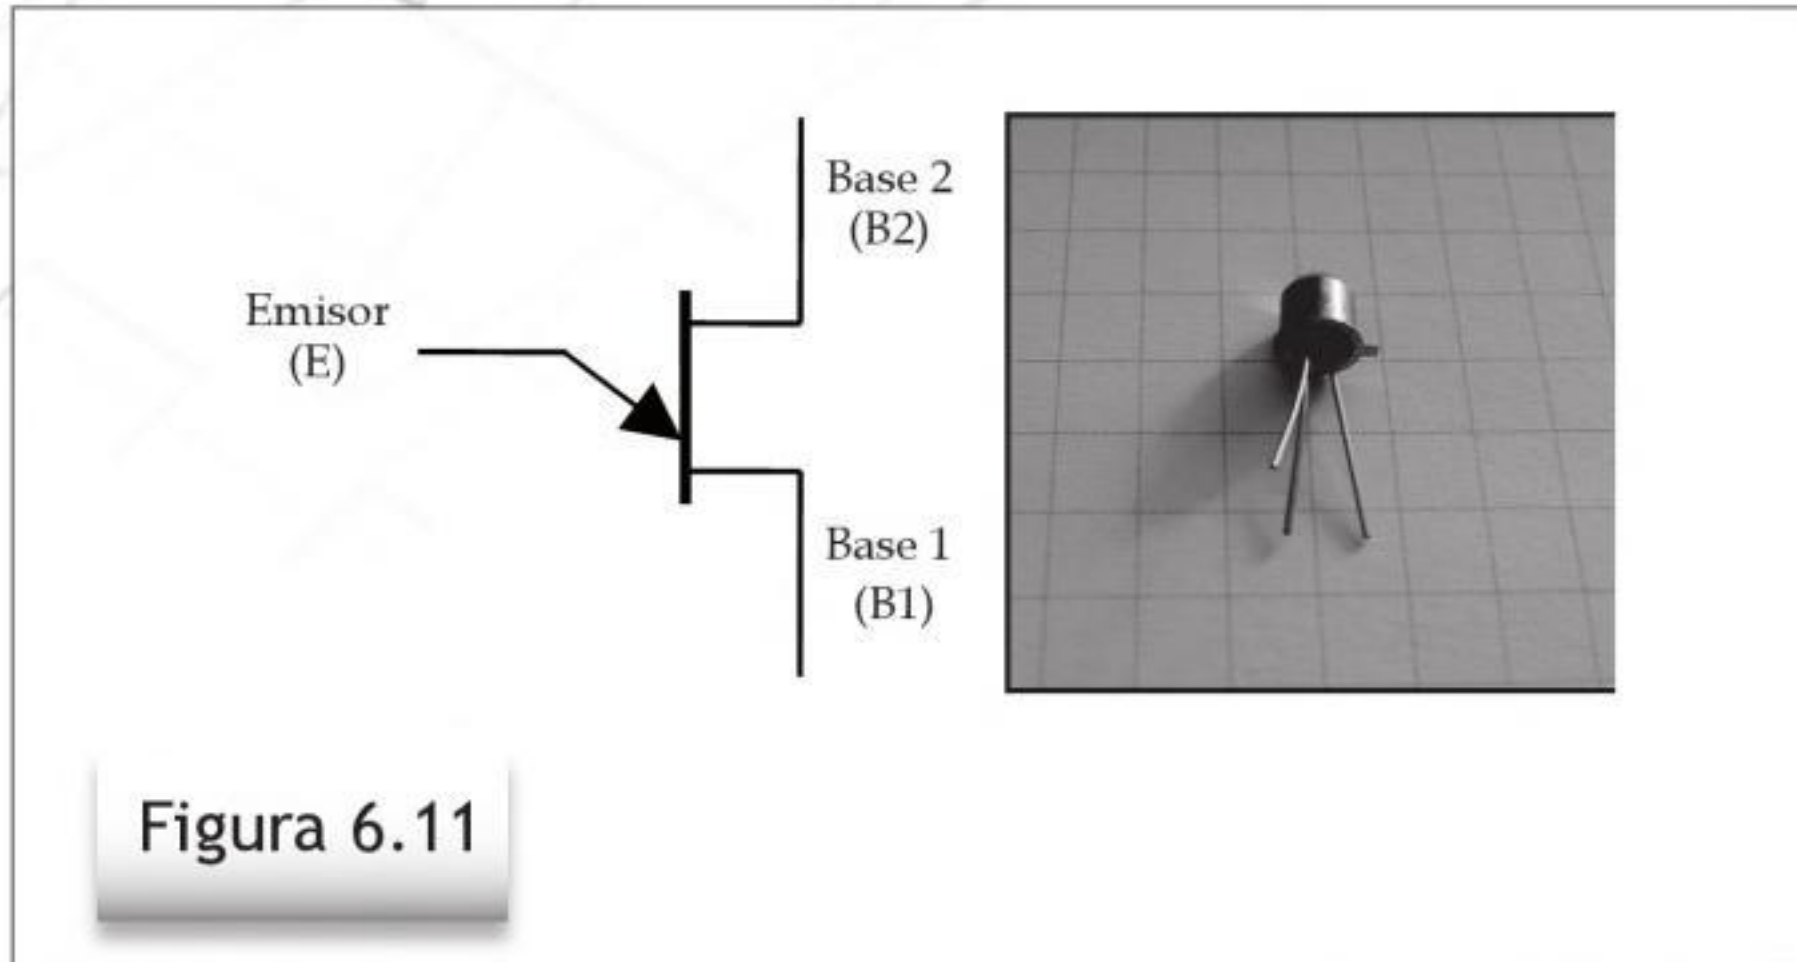 Base 2
(B2)
Emisor
(E)
Base 1
(B1)
Figura 6.11